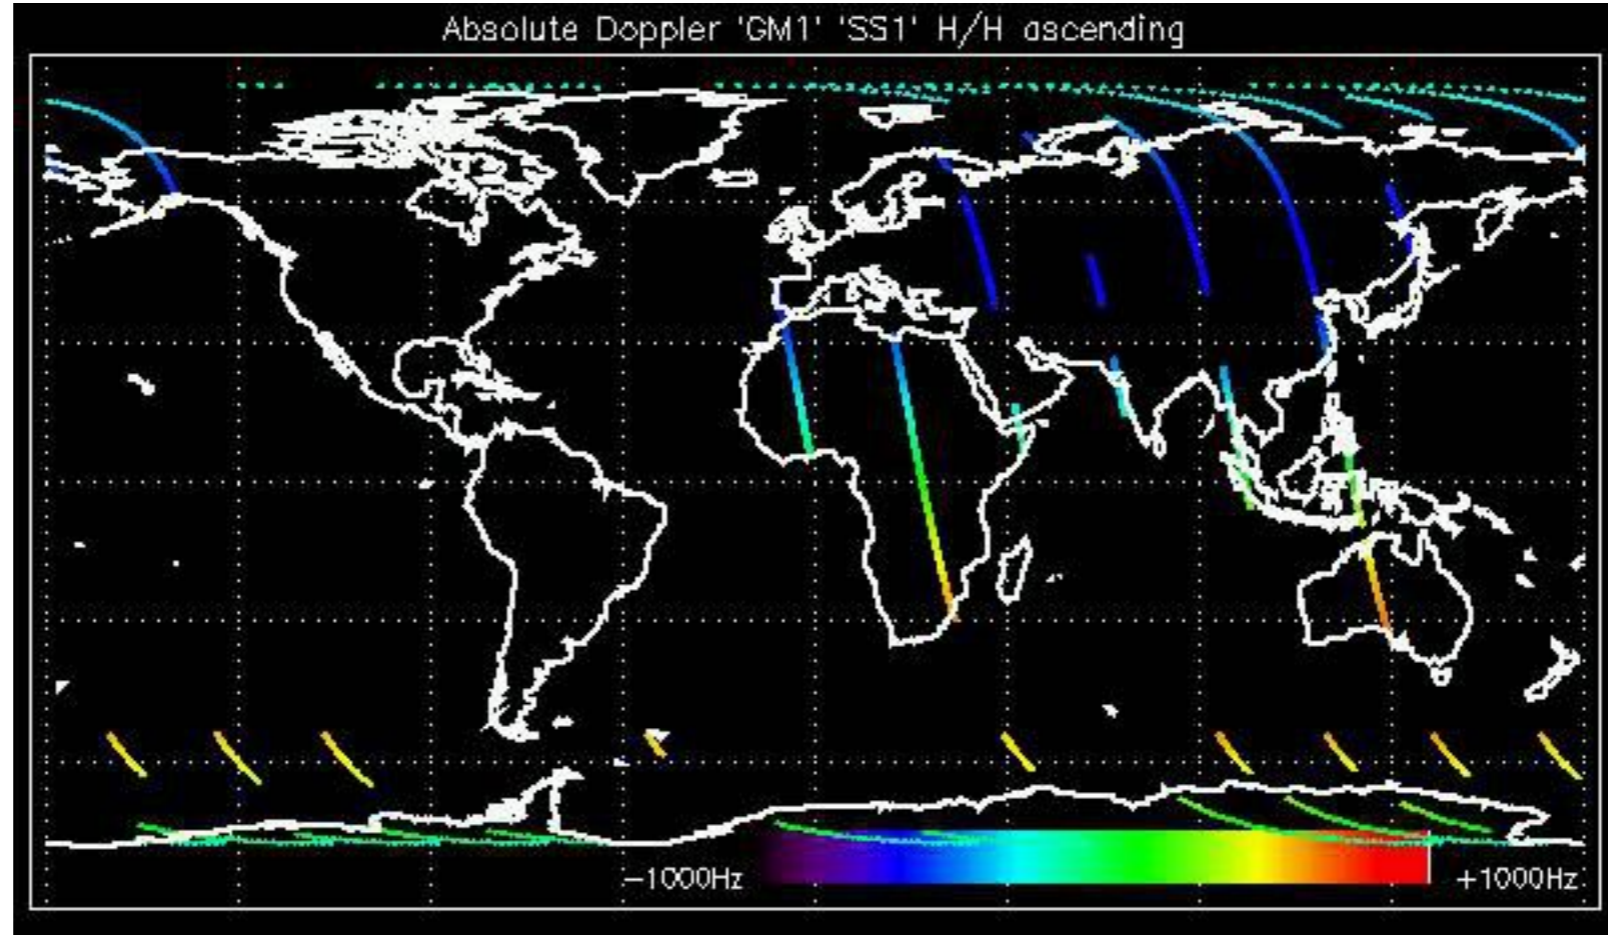 Absolute Doppler 'GM1' 'SS1' H/H ascending
−1000Hz
+1000Hz